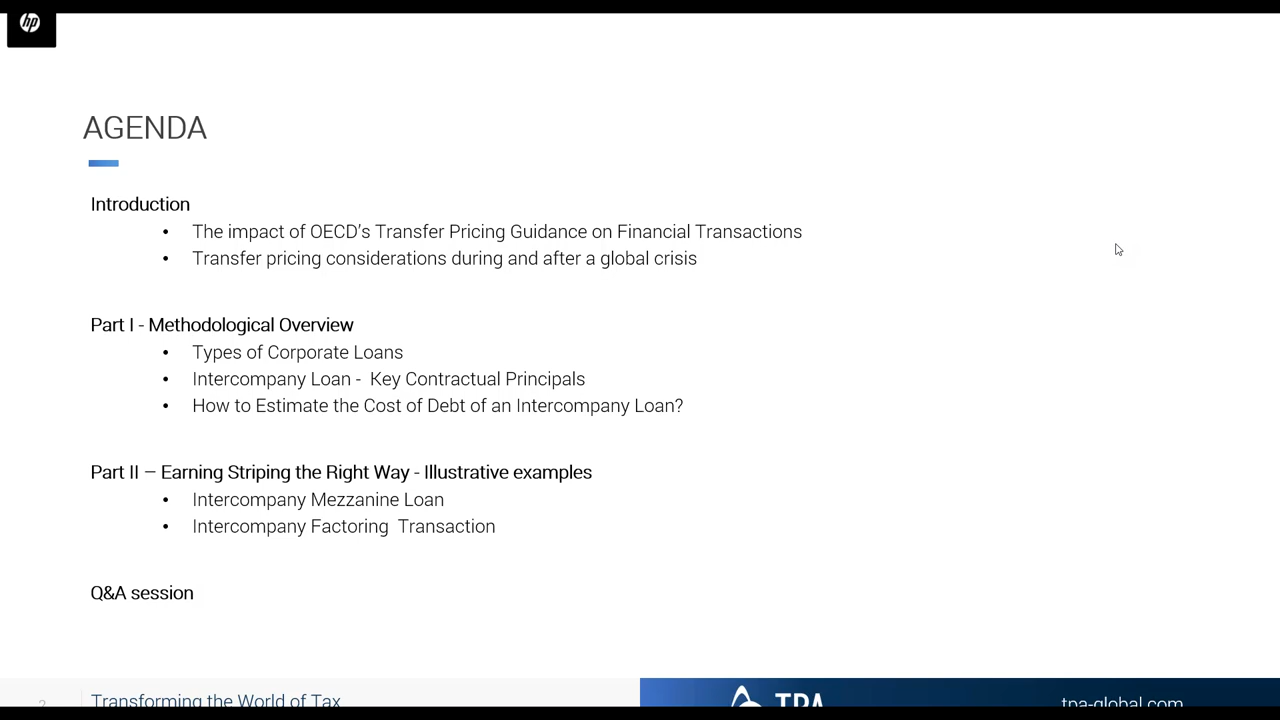 hp
AGENDA
Introduction
• The impact of OECD's Transfer Pricing Guidance on Financial Transactions
• Transfer pricing considerations during and after a global crisis
Part I - Methodological Overview
• Types of Corporate Loans
• Intercompany Loan - Key Contractual Principals
• How to Estimate the Cost of Debt of an Intercompany Loan?
Part II – Earning Striping the Right Way - Illustrative examples
• Intercompany Mezzanine Loan
• Intercompany Factoring Transaction
Q&A session
2 Transforming the World of Tax TPA tpa-global.com